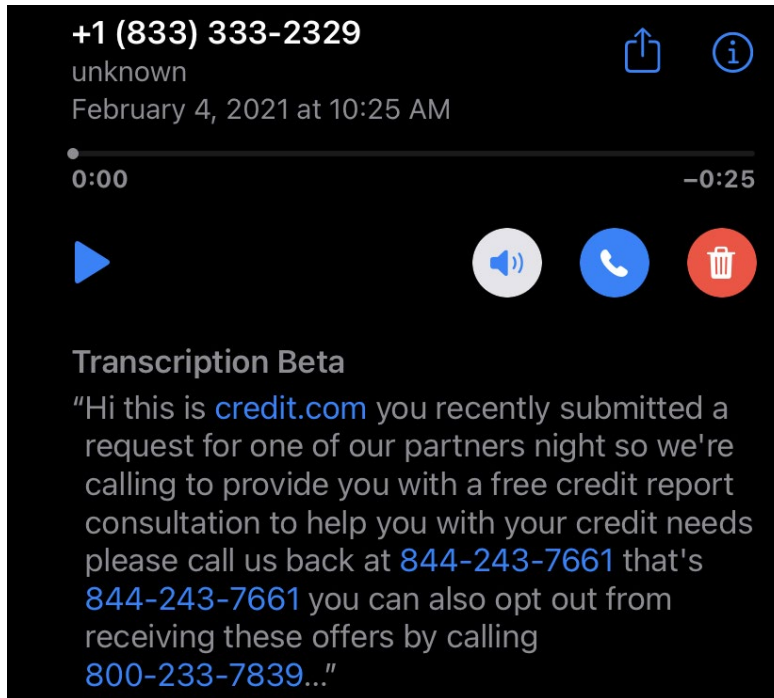 +1 (833) 333-2329
unknown
February 4, 2021 at 10:25 AM
0:00
−0:25
Transcription Beta
“Hi this is credit.com you recently submitted a
request for one of our partners night so we're
calling to provide you with a free credit report
consultation to help you with your credit needs
please call us back at 844-243-7661 that's
844-243-7661 you can also opt out from
receiving these offers by calling
800-233-7839...”